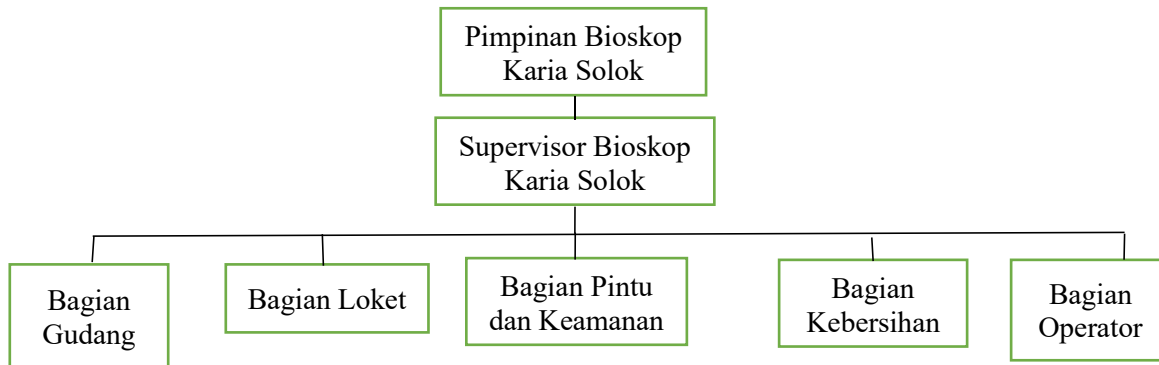 Pimpinan Bioskop
Karia Solok
Supervisor Bioskop
Karia Solok
Bagian
Gudang
Bagian Loket
Bagian Pintu
dan Keamanan
Bagian
Kebersihan
Bagian
Operator